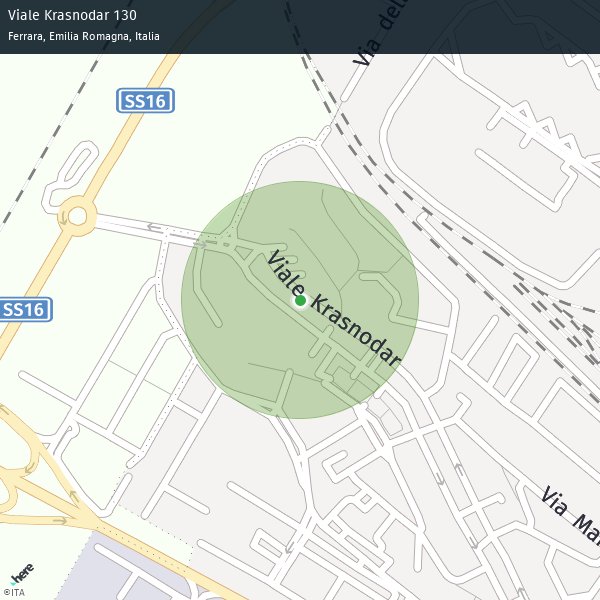 Viale Krasnodar 130
Ferrara, Emilia Romagna, Italia
SS16
Viale Krasnodar
SS16
here
©ITA